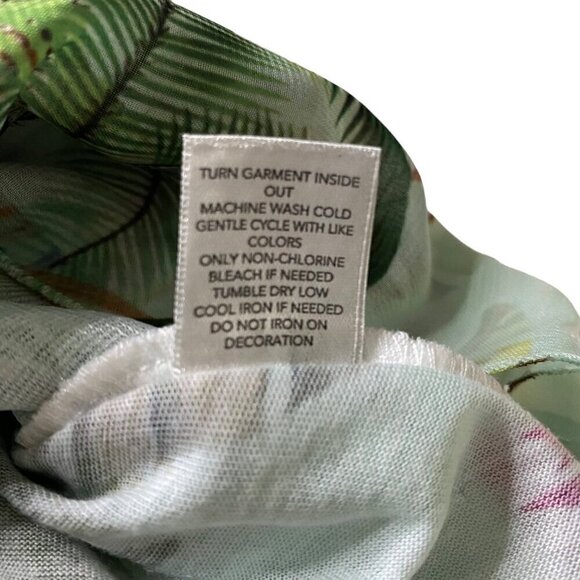 TURN GARMENT INSIDE
OUT
MACHINE WASH COLD
GENTLE CYCLE WITH LIKE
COLORS
ONLY NON-CHLORINE
BLEACH IF NEEDED
TUMBLE DRY LOW
COOL IRON IF NEEDED
DO NOT IRON ON
DECORATION